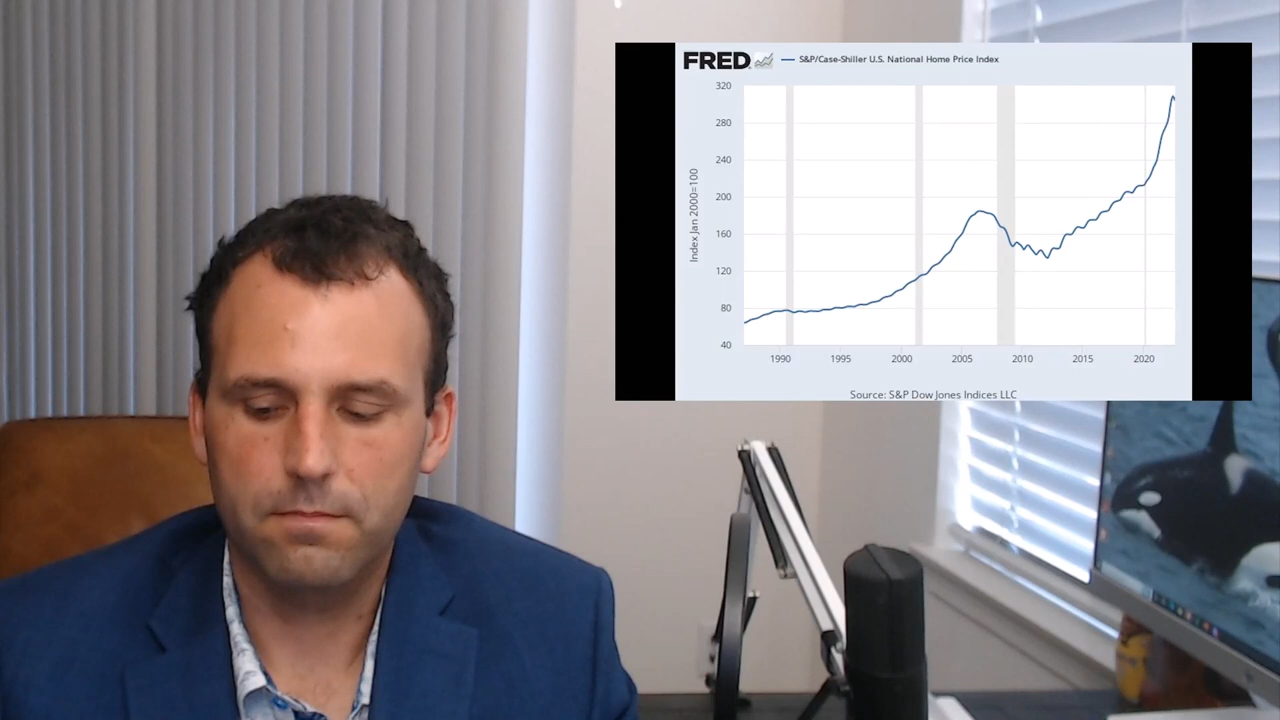 FRED
S&P/Case-Shiller U.S. National Home Price Index
320
280
240
200
160
120
80
40
Index Jan 2000=100
1990 1995 2000 2005 2010 2015 2020
Source: S&P Dow Jones Indices LLC